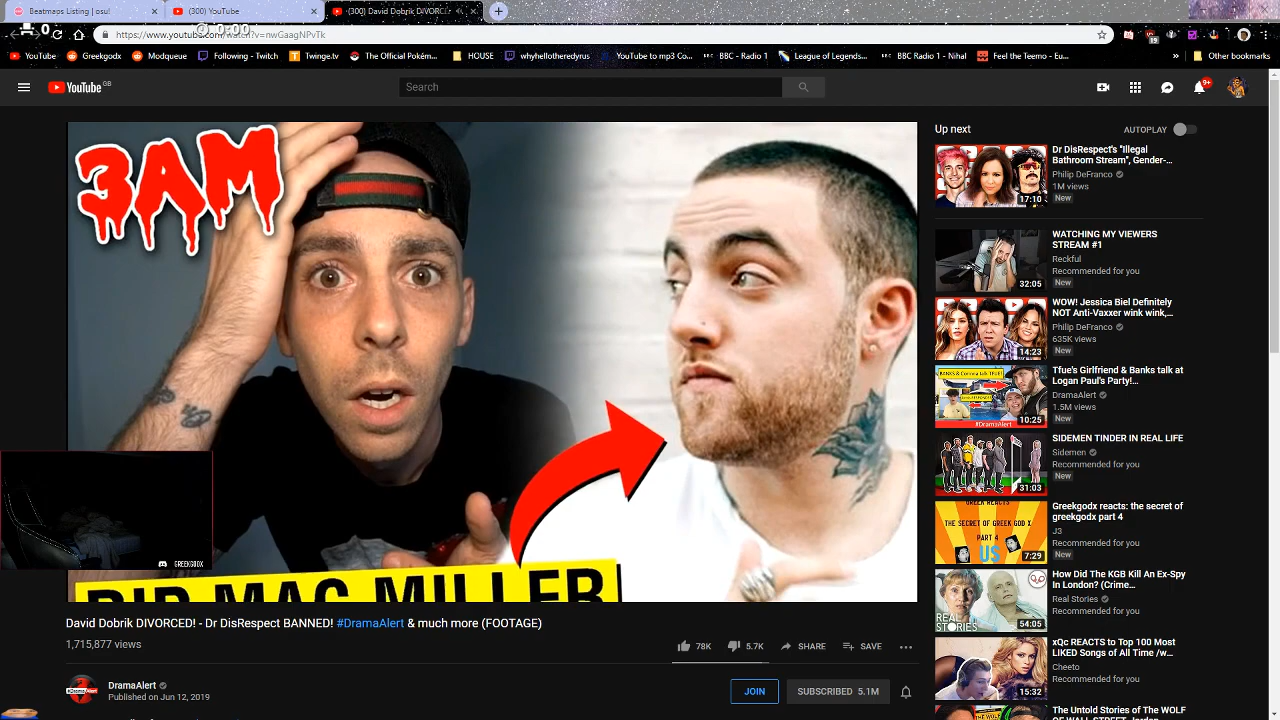 Beatmaps Listing | osu!
(300) YouTube
(300) David Dobrik DIVORCED
0
@ 0:00
https://www.youtube.com/watch?v=nwGaagNPvTk
19
YouTube
Greekgodx
Modqueue
Following - Twitch
Twinge.tv
The Official Pokém...
HOUSE
whyhellotheredyrus
YouTube to mp3 Co...
BBC - Radio 1
League of Legends...
BBC Radio 1 - Nihal
Feel the Teemo - Eu...
»
Other bookmarks
YouTube GB
Search
9+
3AM
RIP MAC MILLER
GREEKGODX
David Dobrik DIVORCED! - Dr DisRespect BANNED! #DramaAlert & much more (FOOTAGE)
1,715,877 views
78K
5.7K
SHARE
SAVE
DramaAlert
Published on Jun 12, 2019
JOIN
SUBSCRIBED 5.1M
Up next
AUTOPLAY
Dr DisRespect's "Illegal
Bathroom Stream", Gender-...
Philip DeFranco
1M views
New
17:10
WATCHING MY VIEWERS
STREAM #1
Reckful
Recommended for you
New
32:05
WOW! Jessica Biel Definitely
NOT Anti-Vaxxer wink wink,...
Philip DeFranco
635K views
New
14:23
Tfue's Girlfriend & Banks talk at
Logan Paul's Party!...
DramaAlert
1.5M views
New
10:25
#DramaAlert
SIDEMEN TINDER IN REAL LIFE
Sidemen
Recommended for you
New
31:03
Greekgodx reacts: the secret of
greekgodx part 4
J3
Recommended for you
New
GREEK REACTS
THE SECRET OF GREEK GOD X
PART 4
US
7:29
How Did The KGB Kill An Ex-Spy
In London? (Crime...
Real Stories
Recommended for you
REAL
STORIES
54:05
xQc REACTS to Top 100 Most
LIKED Songs of All Time /w...
Cheeto
Recommended for you
15:32
The Untold Stories of The WOLF